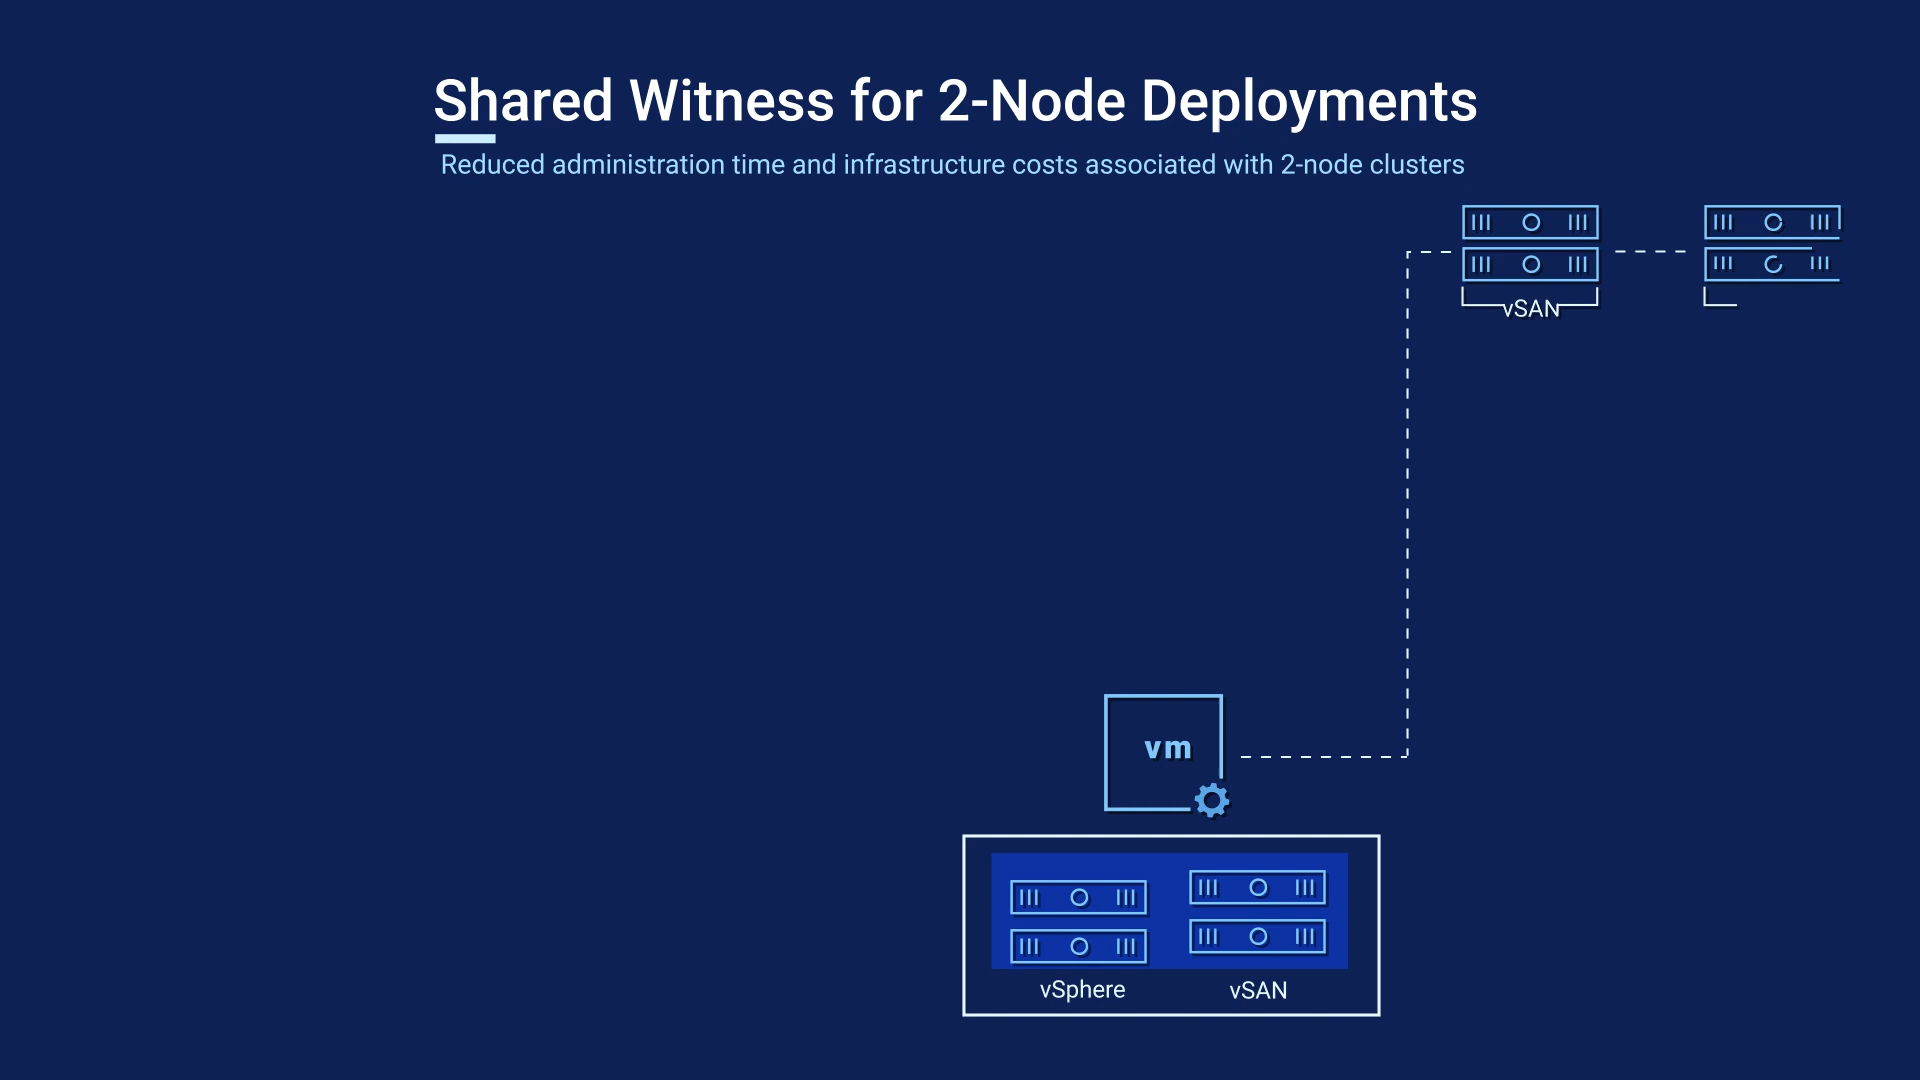 Shared Witness for 2-Node Deployments
Reduced administration time and infrastructure costs associated with 2-node clusters
vSAN
vm
vSphere
vSAN